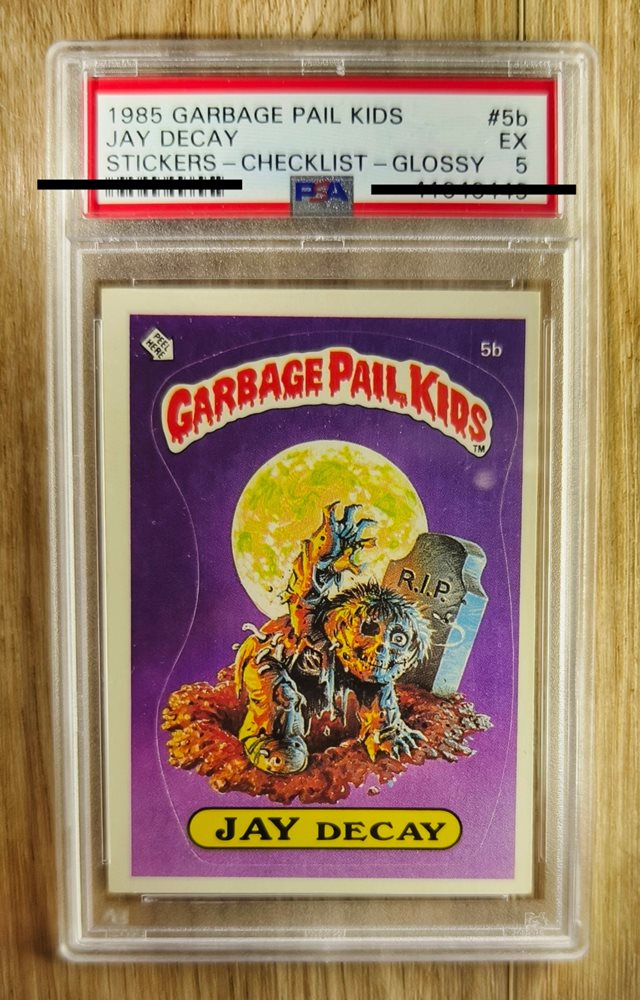 1985 GARBAGE PAIL KIDS #5b
JAY DECAY EX
STICKERS-CHECKLIST-GLOSSY 5
PSA
PEEL HERE
5b
GARBAGE PAIL KIDS
TM
R.I.P.
JAY DECAY